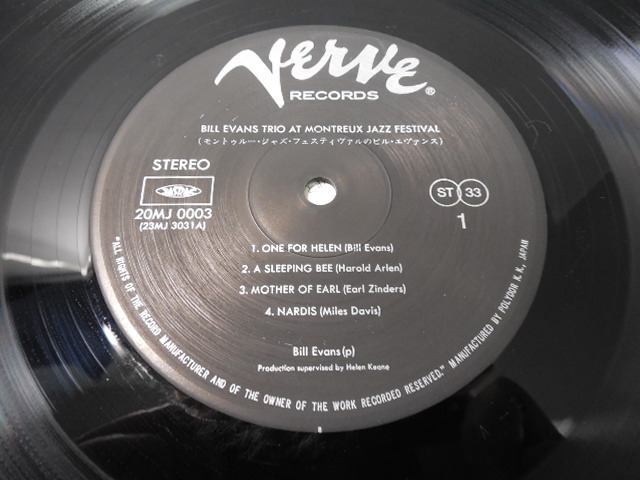 Verve
RECORDS ®
BILL EVANS TRIO AT MONTREUX JAZZ FESTIVAL
(モントゥルー・ジャズ・フェスティヴァルのビル・エヴァンス)
STEREO
JASRAC
20MJ 0003
(23MJ 3031A)
ST 33
1
1. ONE FOR HELEN (Bill Evans)
2. A SLEEPING BEE (Harold Arlen)
3. MOTHER OF EARL (Earl Zinders)
4. NARDIS (Miles Davis)
Bill Evans (p)
Production supervised by Helen Keane
"ALL RIGHTS OF THE RECORD MANUFACTURER AND OF THE OWNER OF THE WORK RECORDED RESERVED." MANUFACTURED BY POLYDOR K.K., JAPAN